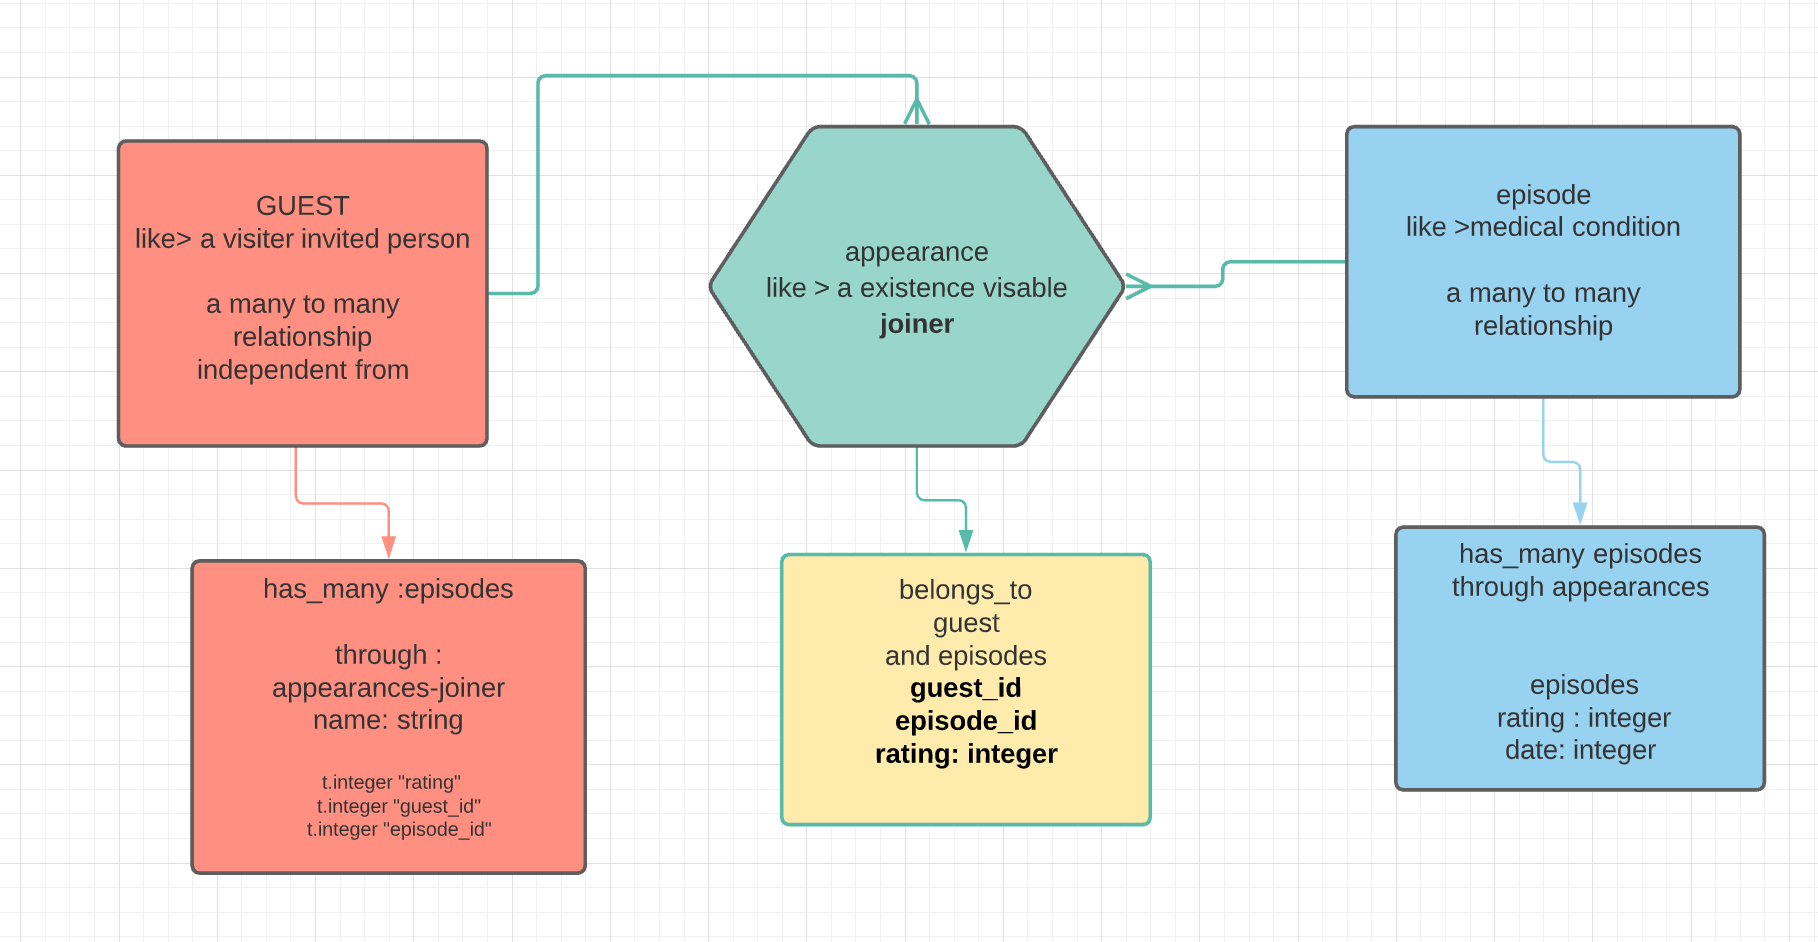 GUEST
like> a visiter invited person
a many to many
relationship
independent from
appearance
like > a existence visable
joiner
episode
like >medical condition
a many to many
relationship
has_many :episodes
through :
appearances-joiner
name: string
t.integer "rating"
t.integer "guest_id"
t.integer "episode_id"
belongs_to
guest
and episodes
guest_id
episode_id
rating: integer
has_many episodes
through appearances
episodes
rating : integer
date: integer